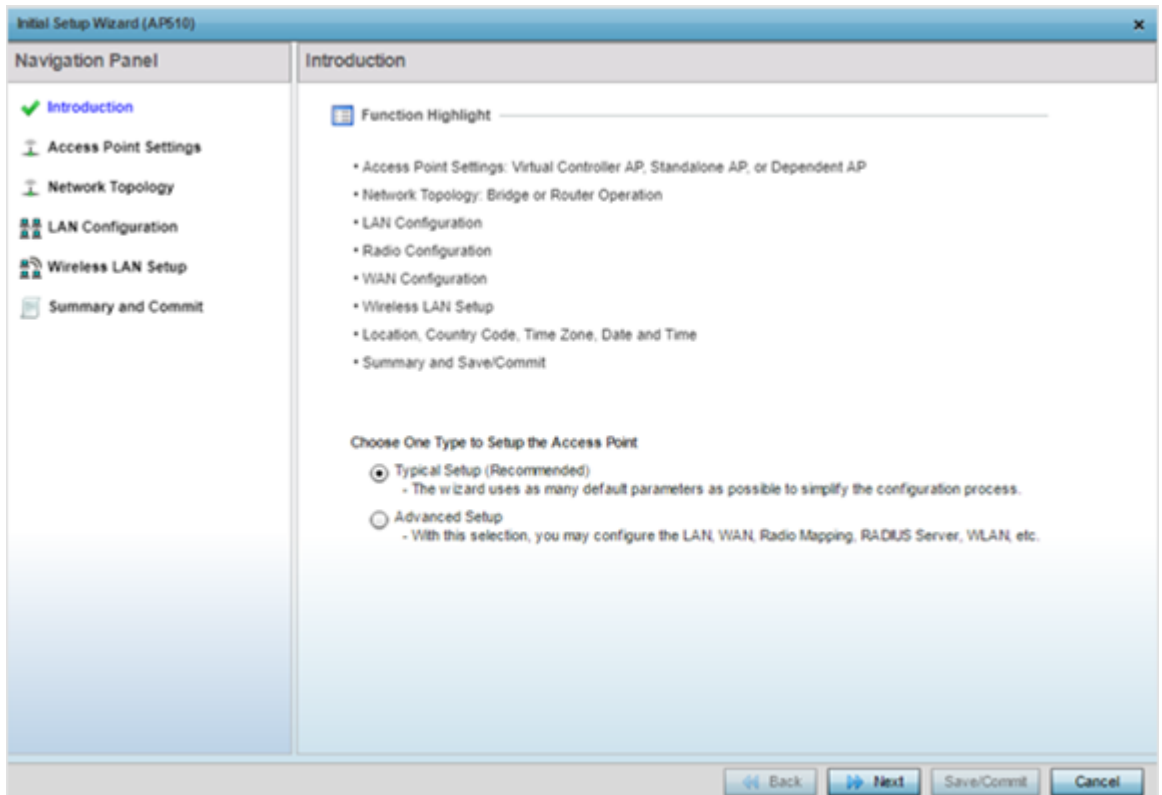 Initial Setup Wizard (AP510)
Navigation Panel
Introduction
Access Point Settings
Network Topology
LAN Configuration
Wireless LAN Setup
Summary and Commit
Introduction
Function Highlight
• Access Point Settings: Virtual Controller AP, Standalone AP, or Dependent AP
• Network Topology: Bridge or Router Operation
• LAN Configuration
• Radio Configuration
• WAN Configuration
• Wireless LAN Setup
• Location, Country Code, Time Zone, Date and Time
• Summary and Save/Commit
Choose One Type to Setup the Access Point
Typical Setup (Recommended)
- The wizard uses as many default parameters as possible to simplify the configuration process.
Advanced Setup
- With this selection, you may configure the LAN, WAN, Radio Mapping, RADIUS Server, WLAN, etc.
Back
Next
Save/Commit
Cancel